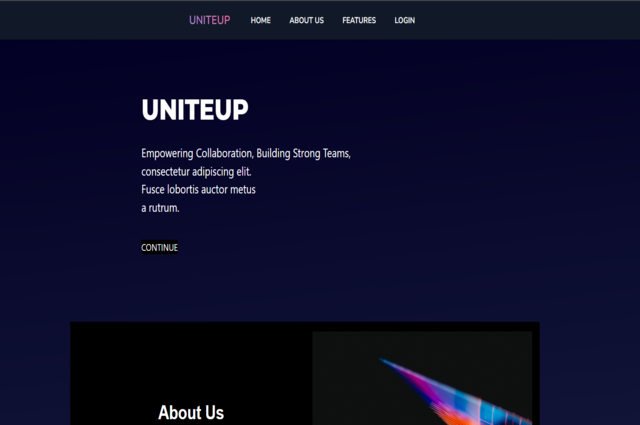 UNITEUP HOME ABOUT US FEATURES LOGIN
UNITEUP
Empowering Collaboration, Building Strong Teams,
consectetur adipiscing elit.
Fusce lobortis auctor metus
a rutrum.
CONTINUE
About Us